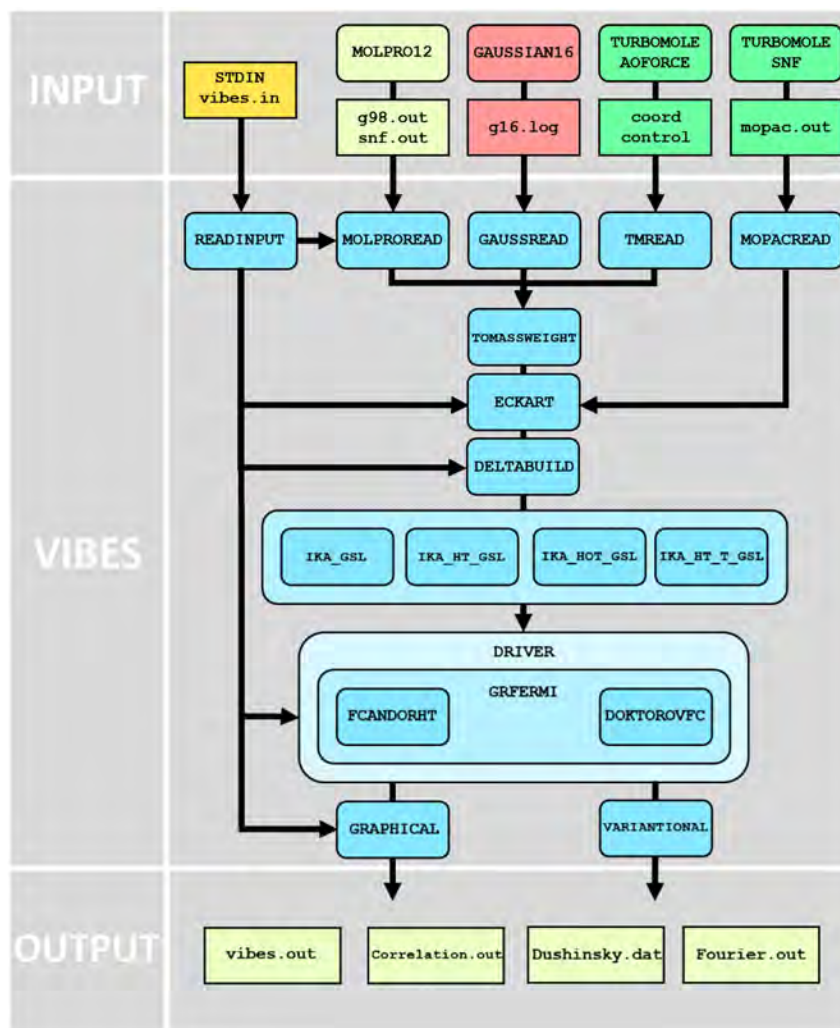 INPUT
STDIN
vibes.in
MOLPRO12
g98.out
snf.out
GAUSSIAN16
g16.log
TURBOMOLE
AOFORCE
coord
control
TURBOMOLE
SNF
mopac.out
VIBES
READINPUT
MOLPROREAD
GAUSSREAD
TMREAD
MOPACREAD
TOMASSWEIGHT
ECKART
DELTABUILD
IKA_GSL
IKA_HT_GSL
IKA_HOT_GSL
IKA_HT_T_GSL
DRIVER
GRFERMI
FCANDORHT
DOKTOROVFC
GRAPHICAL
VARIANTIONAL
OUTPUT
vibes.out
Correlation.out
Dushinsky.dat
Fourier.out